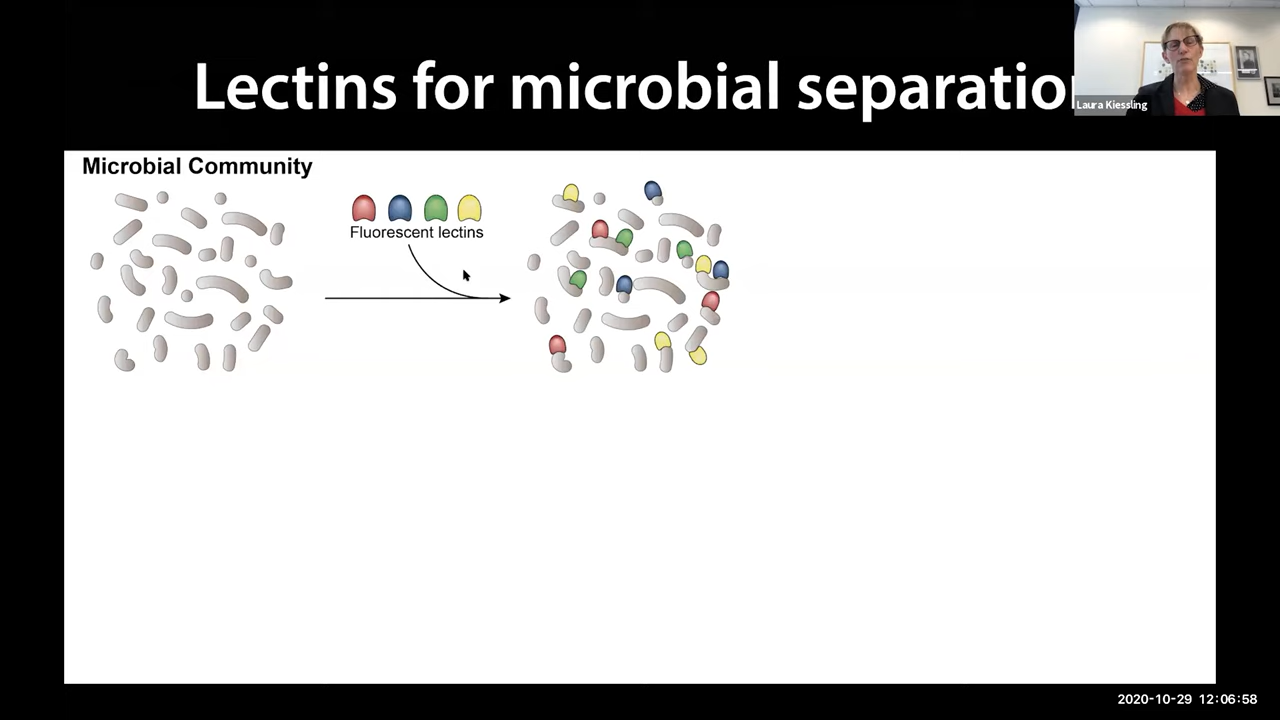 Lectins for microbial separatio
Laura Kiessling
Microbial Community
Fluorescent lectins
2020-10-29 12:06:58